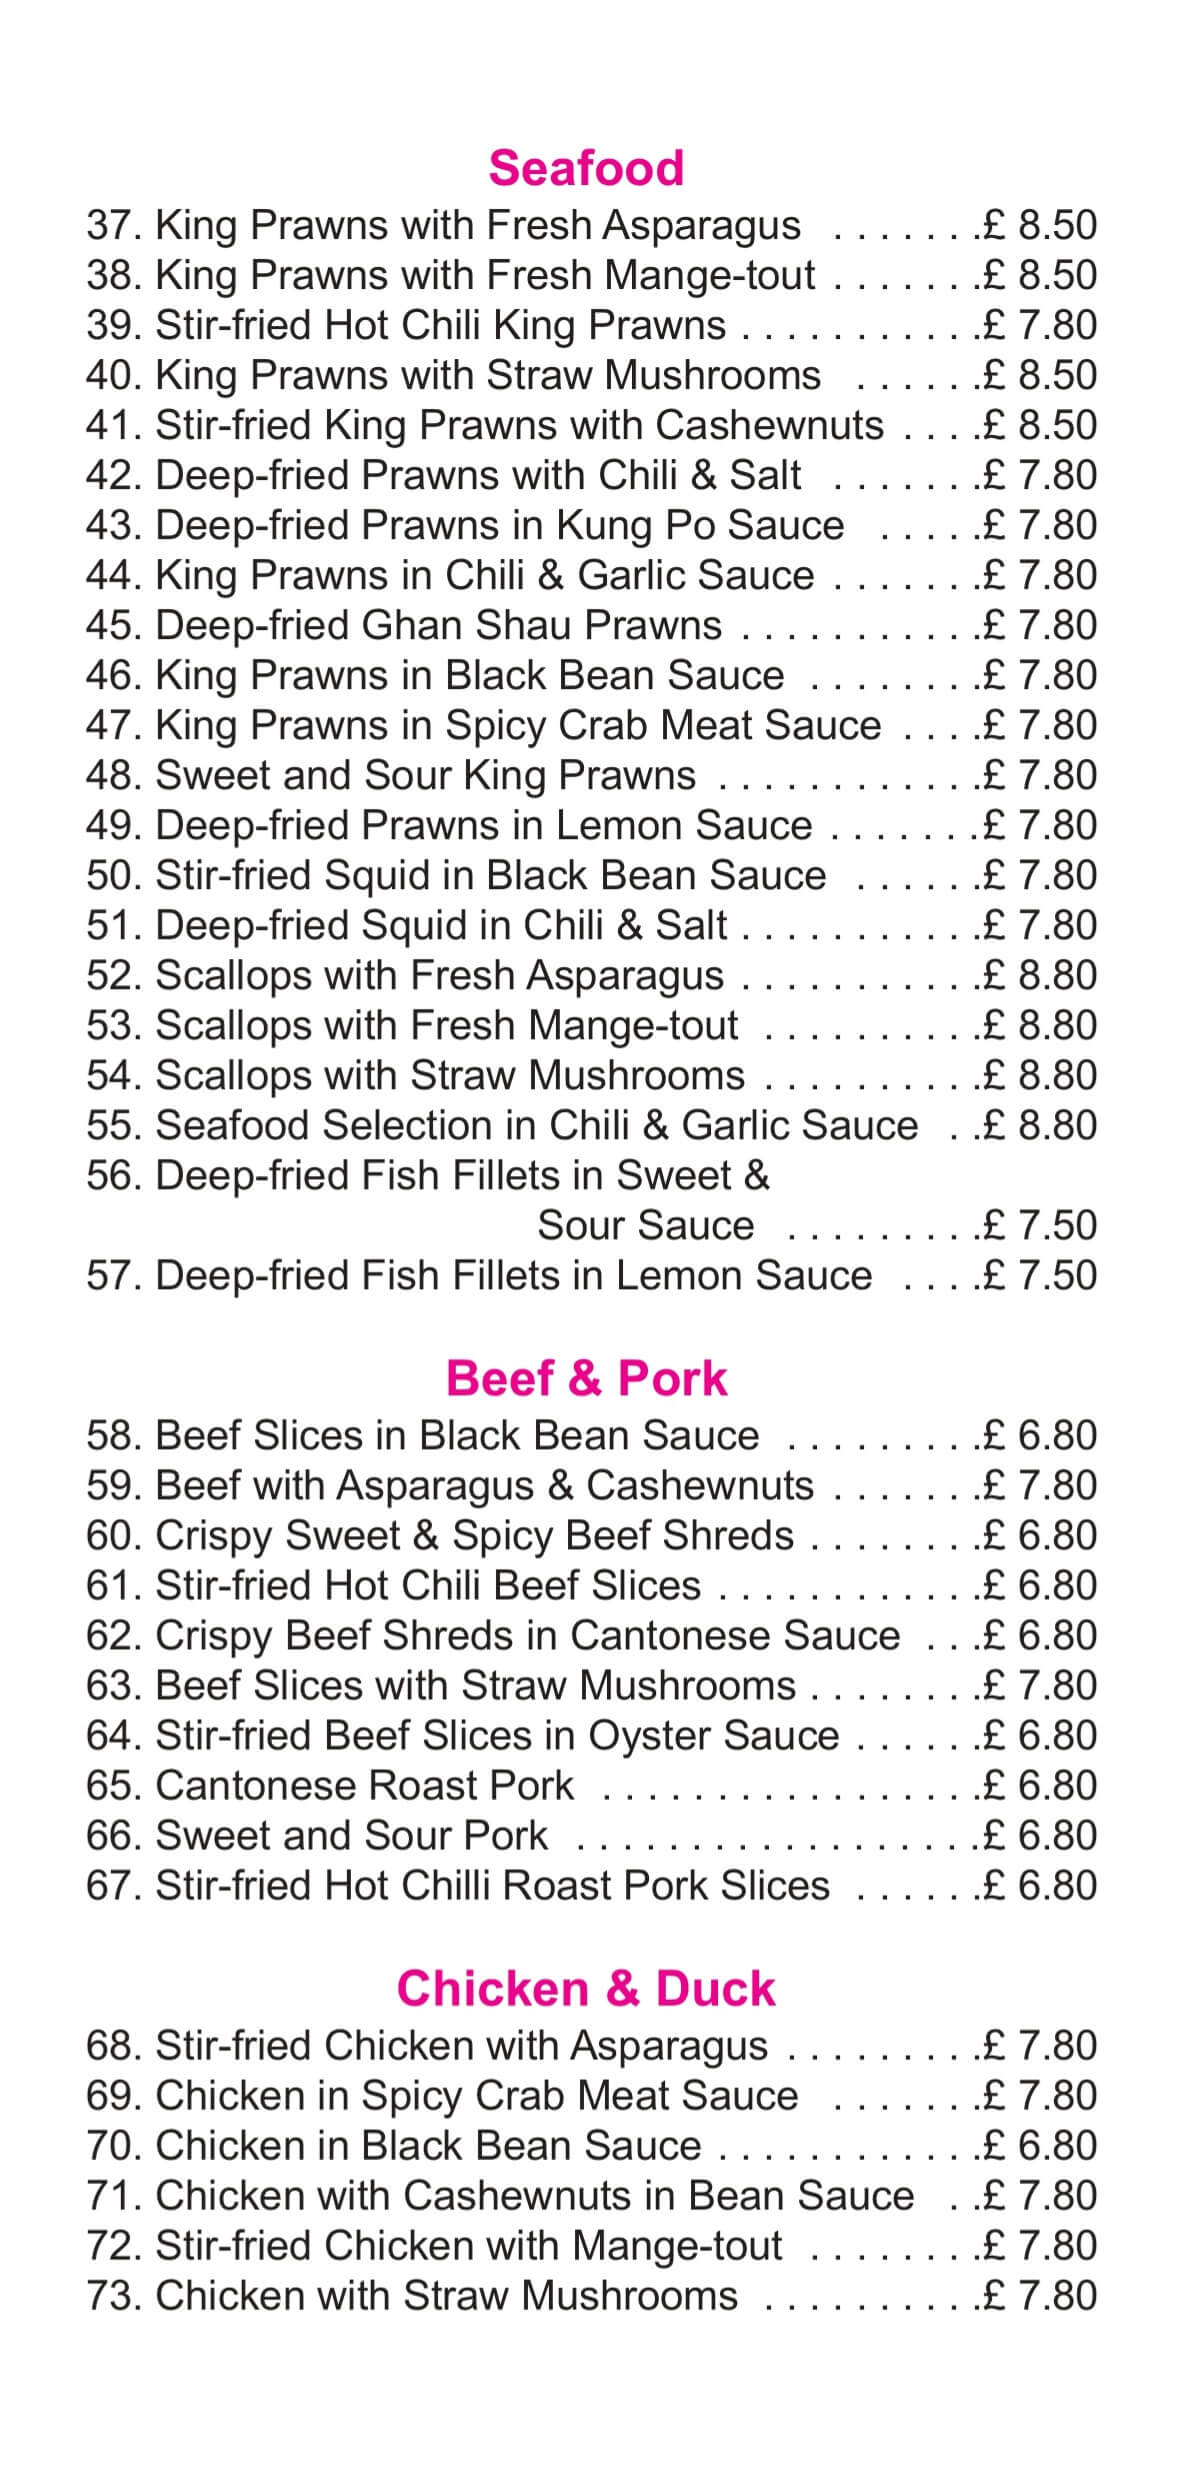 Seafood
37. King Prawns with Fresh Asparagus . . . . . . .£ 8.50
38. King Prawns with Fresh Mange-tout . . . . . . .£ 8.50
39. Stir-fried Hot Chili King Prawns . . . . . . . . . . .£ 7.80
40. King Prawns with Straw Mushrooms . . . . . .£ 8.50
41. Stir-fried King Prawns with Cashewnuts . . . .£ 8.50
42. Deep-fried Prawns with Chili & Salt . . . . . . .£ 7.80
43. Deep-fried Prawns in Kung Po Sauce . . . . .£ 7.80
44. King Prawns in Chili & Garlic Sauce . . . . . . .£ 7.80
45. Deep-fried Ghan Shau Prawns . . . . . . . . . . .£ 7.80
46. King Prawns in Black Bean Sauce . . . . . . . .£ 7.80
47. King Prawns in Spicy Crab Meat Sauce . . . .£ 7.80
48. Sweet and Sour King Prawns . . . . . . . . . . . .£ 7.80
49. Deep-fried Prawns in Lemon Sauce . . . . . . .£ 7.80
50. Stir-fried Squid in Black Bean Sauce . . . . . .£ 7.80
51. Deep-fried Squid in Chili & Salt . . . . . . . . . . .£ 7.80
52. Scallops with Fresh Asparagus . . . . . . . . . . .£ 8.80
53. Scallops with Fresh Mange-tout . . . . . . . . . .£ 8.80
54. Scallops with Straw Mushrooms . . . . . . . . . .£ 8.80
55. Seafood Selection in Chili & Garlic Sauce . .£ 8.80
56. Deep-fried Fish Fillets in Sweet &
Sour Sauce . . . . . . . . .£ 7.50
57. Deep-fried Fish Fillets in Lemon Sauce . . . .£ 7.50
Beef & Pork
58. Beef Slices in Black Bean Sauce . . . . . . . . .£ 6.80
59. Beef with Asparagus & Cashewnuts . . . . . . .£ 7.80
60. Crispy Sweet & Spicy Beef Shreds . . . . . . . .£ 6.80
61. Stir-fried Hot Chili Beef Slices . . . . . . . . . . . .£ 6.80
62. Crispy Beef Shreds in Cantonese Sauce . . .£ 6.80
63. Beef Slices with Straw Mushrooms . . . . . . . .£ 7.80
64. Stir-fried Beef Slices in Oyster Sauce . . . . . .£ 6.80
65. Cantonese Roast Pork . . . . . . . . . . . . . . . . .£ 6.80
66. Sweet and Sour Pork . . . . . . . . . . . . . . . . . .£ 6.80
67. Stir-fried Hot Chilli Roast Pork Slices . . . . . .£ 6.80
Chicken & Duck
68. Stir-fried Chicken with Asparagus . . . . . . . . .£ 7.80
69. Chicken in Spicy Crab Meat Sauce . . . . . . .£ 7.80
70. Chicken in Black Bean Sauce . . . . . . . . . . . .£ 6.80
71. Chicken with Cashewnuts in Bean Sauce . .£ 7.80
72. Stir-fried Chicken with Mange-tout . . . . . . . .£ 7.80
73. Chicken with Straw Mushrooms . . . . . . . . . .£ 7.80